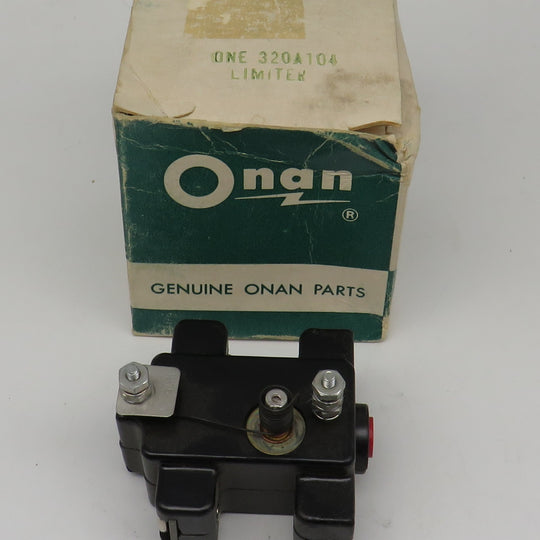 ONE 320A104
LIMITER
Onan
®
GENUINE ONAN PARTS